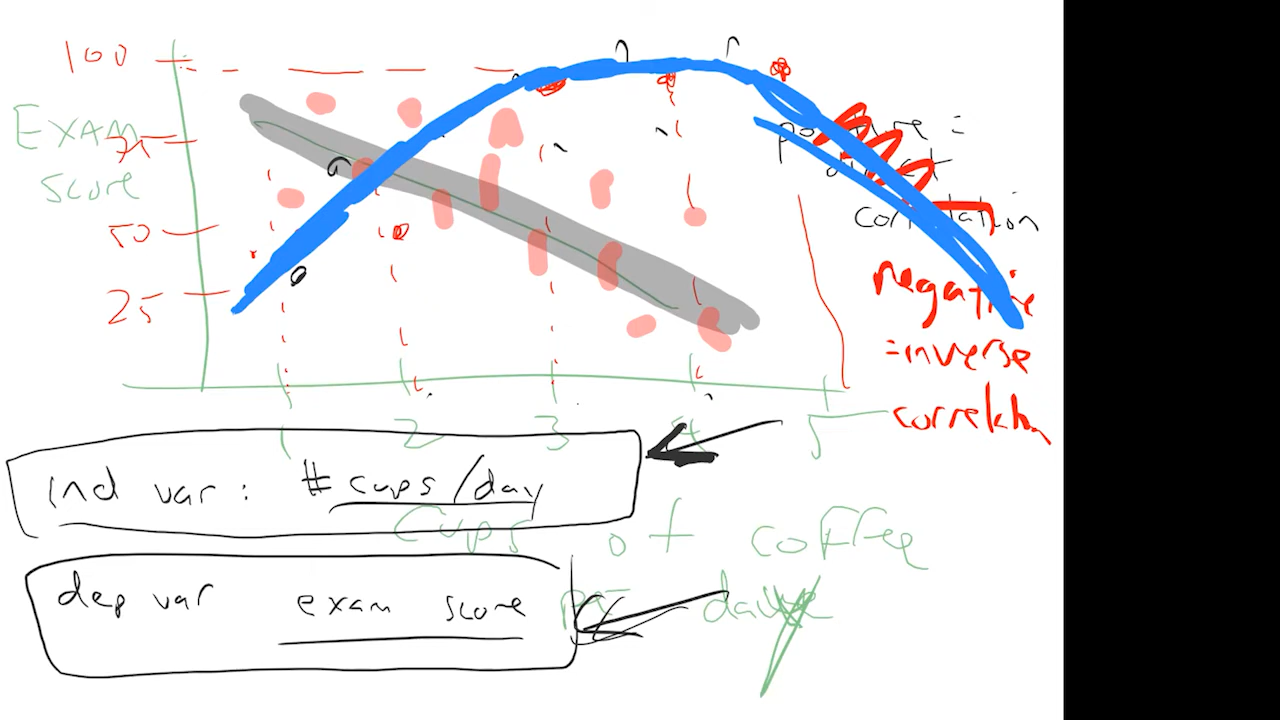 100
Exam
score
75
50
25
positive =
direct
correlation
negative
=inverse
correlation
1 2 3 4 5
ind var: # cups/day
cups of coffee
dep var exam score
per day